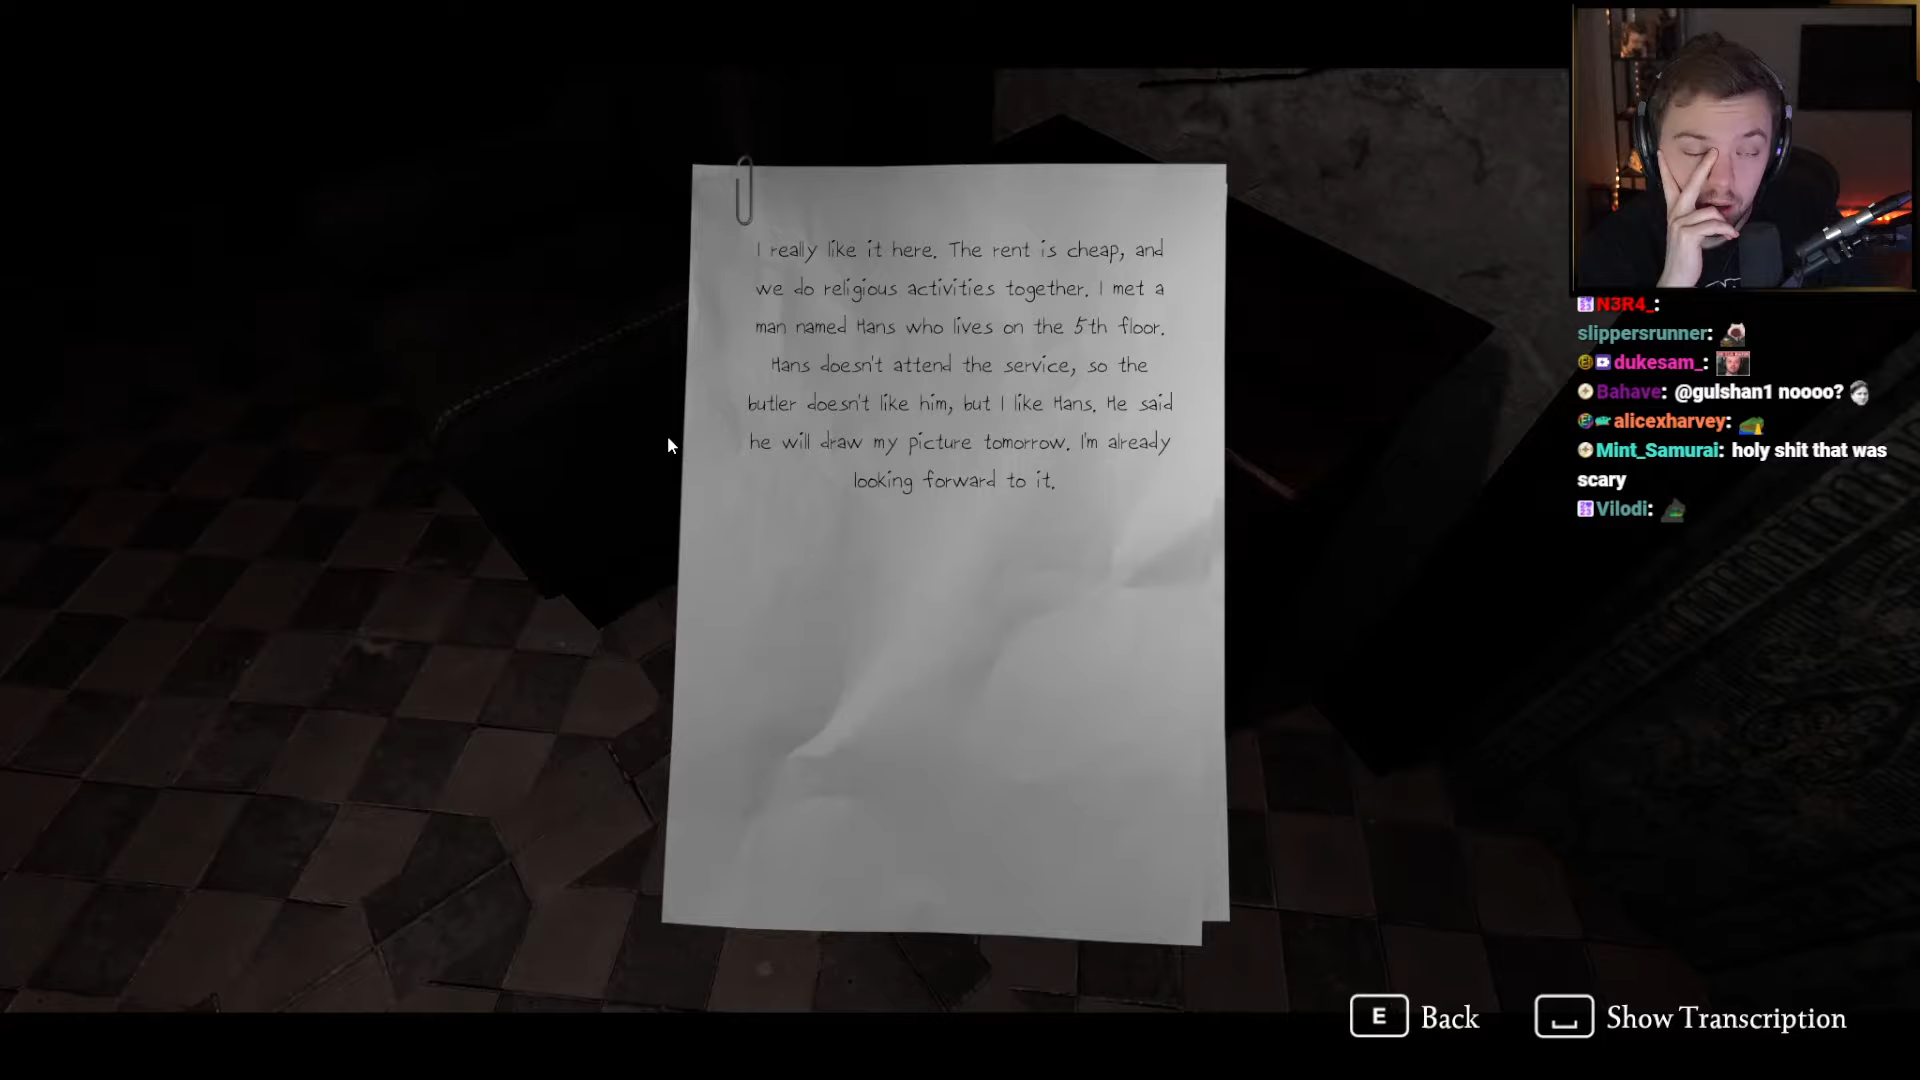 I really like it here. The rent is cheap, and
we do religious activities together. I met a
man named Hans who lives on the 5th floor.
Hans doesn't attend the service, so the
butler doesn't like him, but I like Hans. He said
he will draw my picture tomorrow. I'm already
looking forward to it.
N3R4_:
slippersrunner:
dukesam_:
Bahave: @gulshan1 noooo?
alicexharvey:
Mint_Samurai: holy shit that was
scary
Vilodi:
E Back
Show Transcription